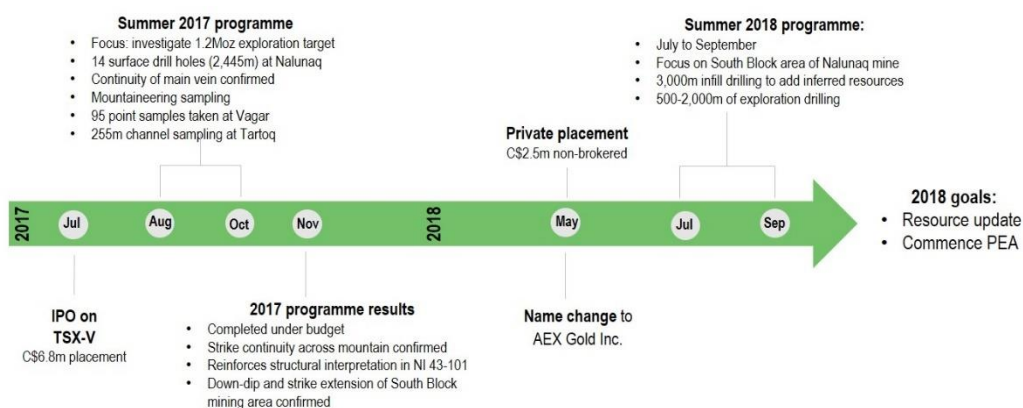 Summer 2017 programme
• Focus: investigate 1.2Moz exploration target
• 14 surface drill holes (2,445m) at Nalunaq
• Continuity of main vein confirmed
• Mountaineering sampling
• 95 point samples taken at Vagar
• 255m channel sampling at Tartoq
Summer 2018 programme:
• July to September
• Focus on South Block area of Nalunaq mine
• 3,000m infill drilling to add inferred resources
• 500-2,000m of exploration drilling
Private placement
C$2.5m non-brokered
2017
Jul
Aug
Oct
Nov
2018
May
Jul
Sep
2018 goals:
• Resource update
• Commence PEA
IPO on
TSX-V
C$6.8m placement
2017 programme results
• Completed under budget
• Strike continuity across mountain confirmed
• Reinforces structural interpretation in NI 43-101
• Down-dip and strike extension of South Block
mining area confirmed
Name change to
AEX Gold Inc.